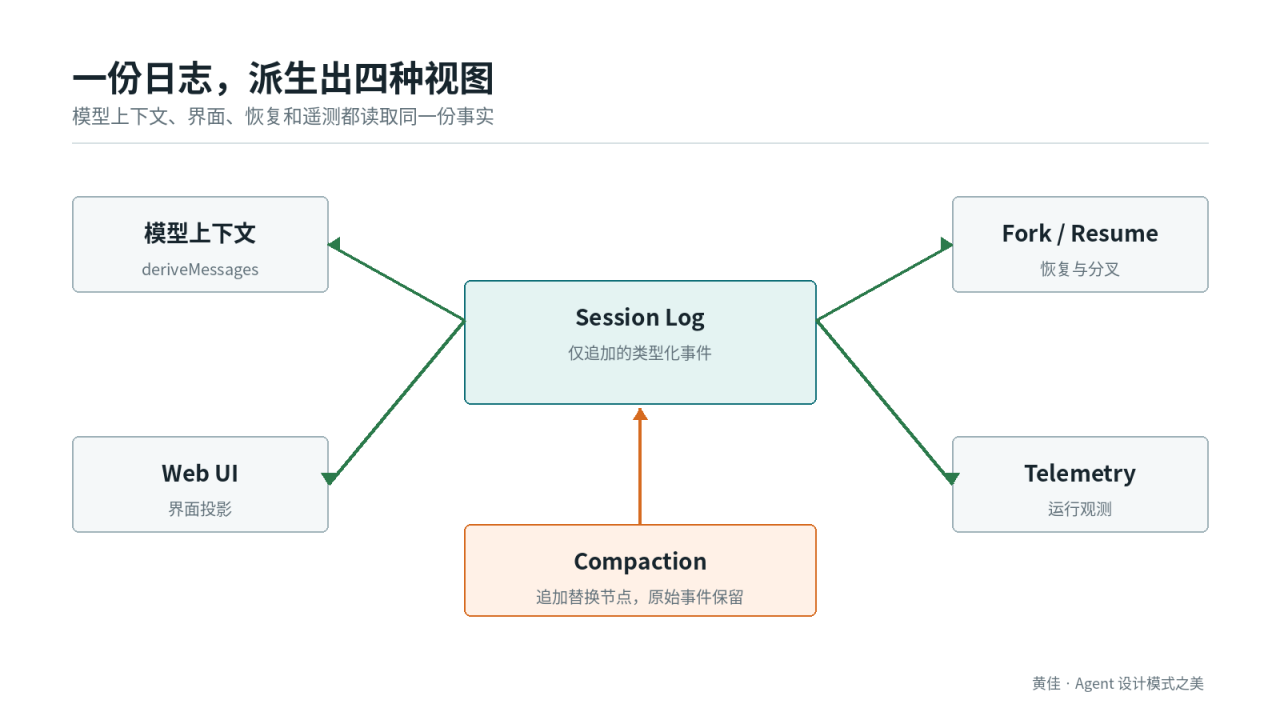 一份日志，派生出四种视图
模型上下文、界面、恢复和遥测都读取同一份事实
模型上下文
deriveMessages
Fork / Resume
恢复与分叉
Session Log
仅追加的类型化事件
Web UI
界面投影
Telemetry
运行观测
Compaction
追加替换节点，原始事件保留
黄佳 · Agent 设计模式之美